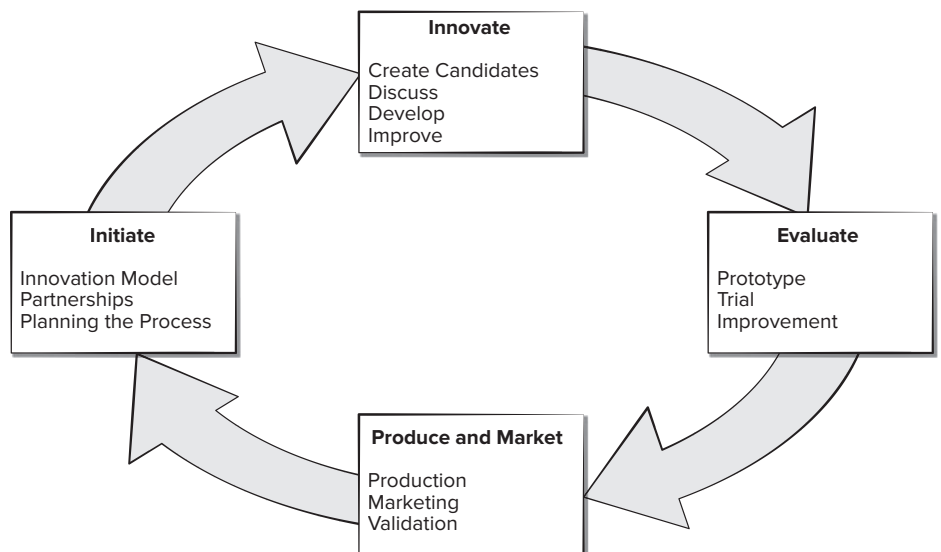 Innovate
Create Candidates
Discuss
Develop
Improve
Initiate
Innovation Model
Partnerships
Planning the Process
Evaluate
Prototype
Trial
Improvement
Produce and Market
Production
Marketing
Validation